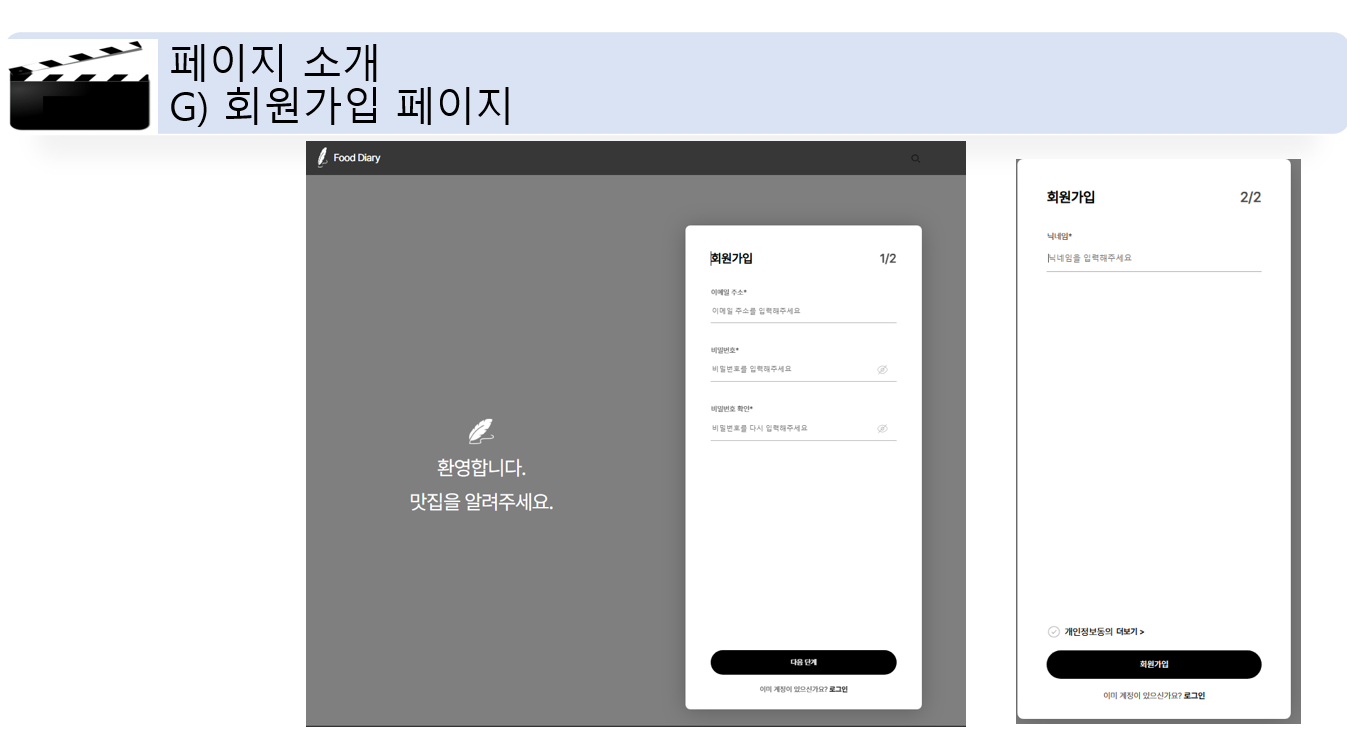 페이지 소개
G) 회원가입 페이지
Food Diary
환영합니다.
맛집을 알려주세요.
회원가입 1/2
이메일 주소*
이메일 주소를 입력해주세요
비밀번호*
비밀번호를 입력해주세요
비밀번호 확인*
비밀번호를 다시 입력해주세요
다음 단계
이미 계정이 있으신가요? 로그인
회원가입 2/2
닉네임*
닉네임을 입력해주세요
개인정보동의 더보기 >
회원가입
이미 계정이 있으신가요? 로그인